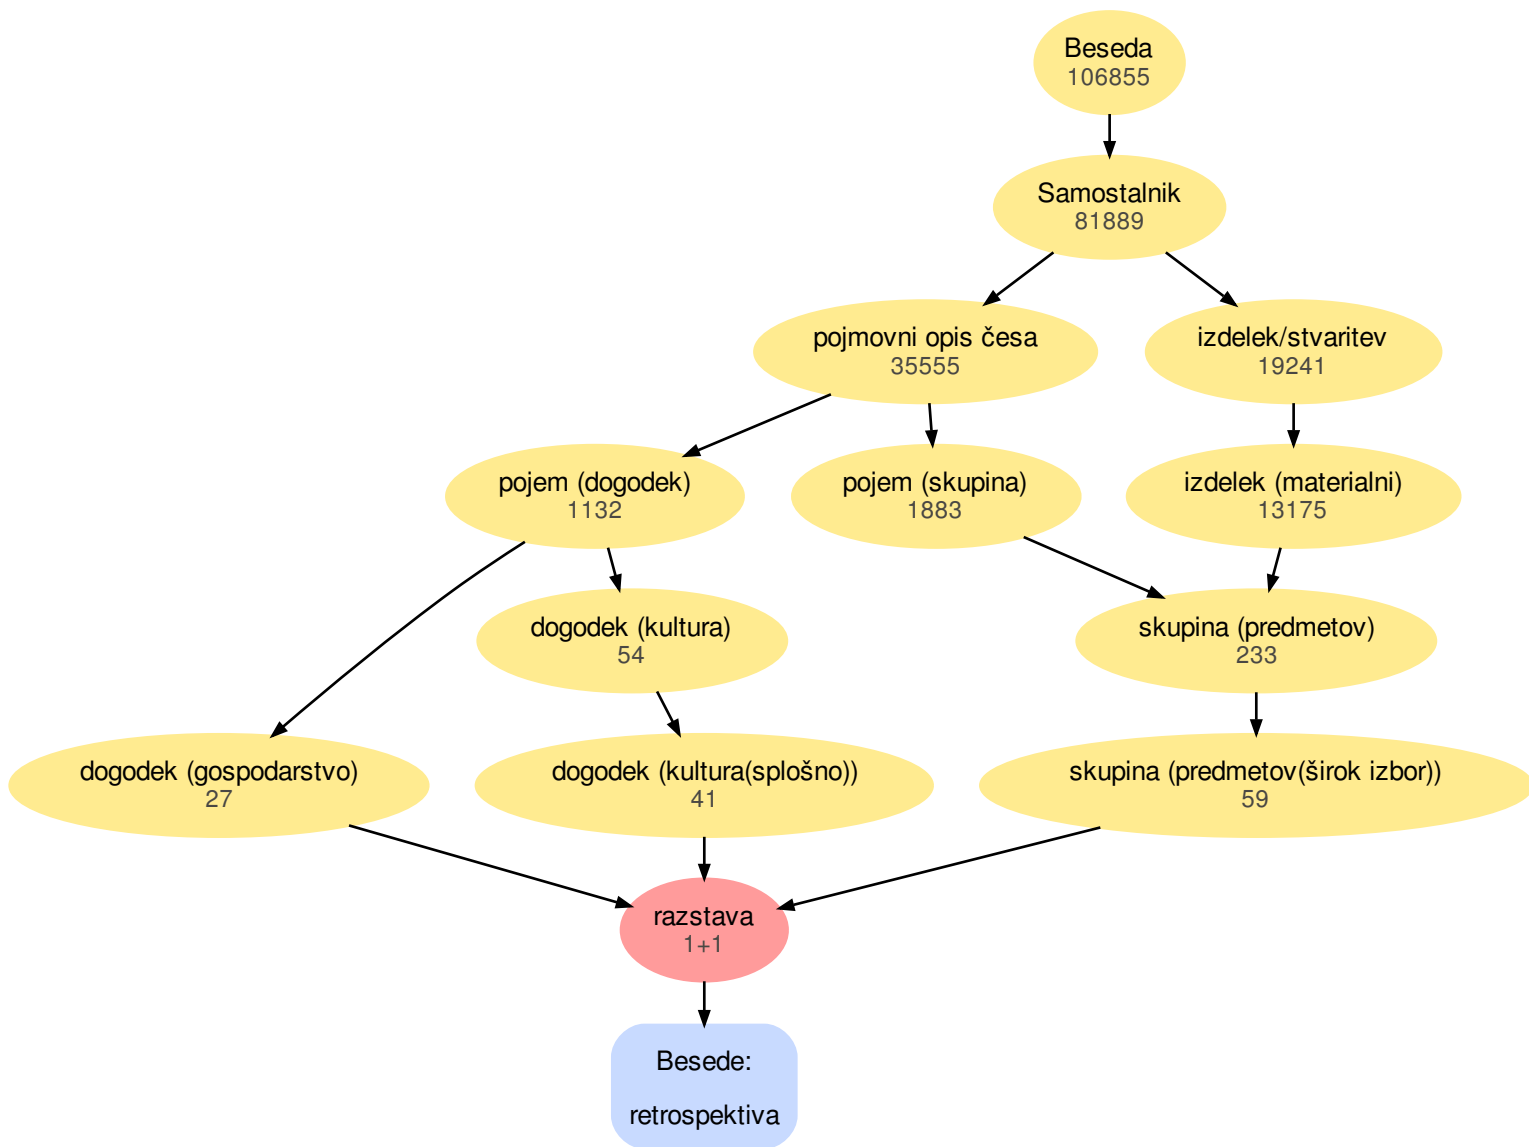 Beseda
106855
Samostalnik
81889
pojmovni opis česa
35555
izdelek/stvaritev
19241
pojem (dogodek)
1132
pojem (skupina)
1883
izdelek (materialni)
13175
dogodek (kultura)
54
skupina (predmetov)
233
dogodek (gospodarstvo)
27
dogodek (kultura(splošno))
41
skupina (predmetov(širok izbor))
59
razstava
1+1
Besede:
retrospektiva